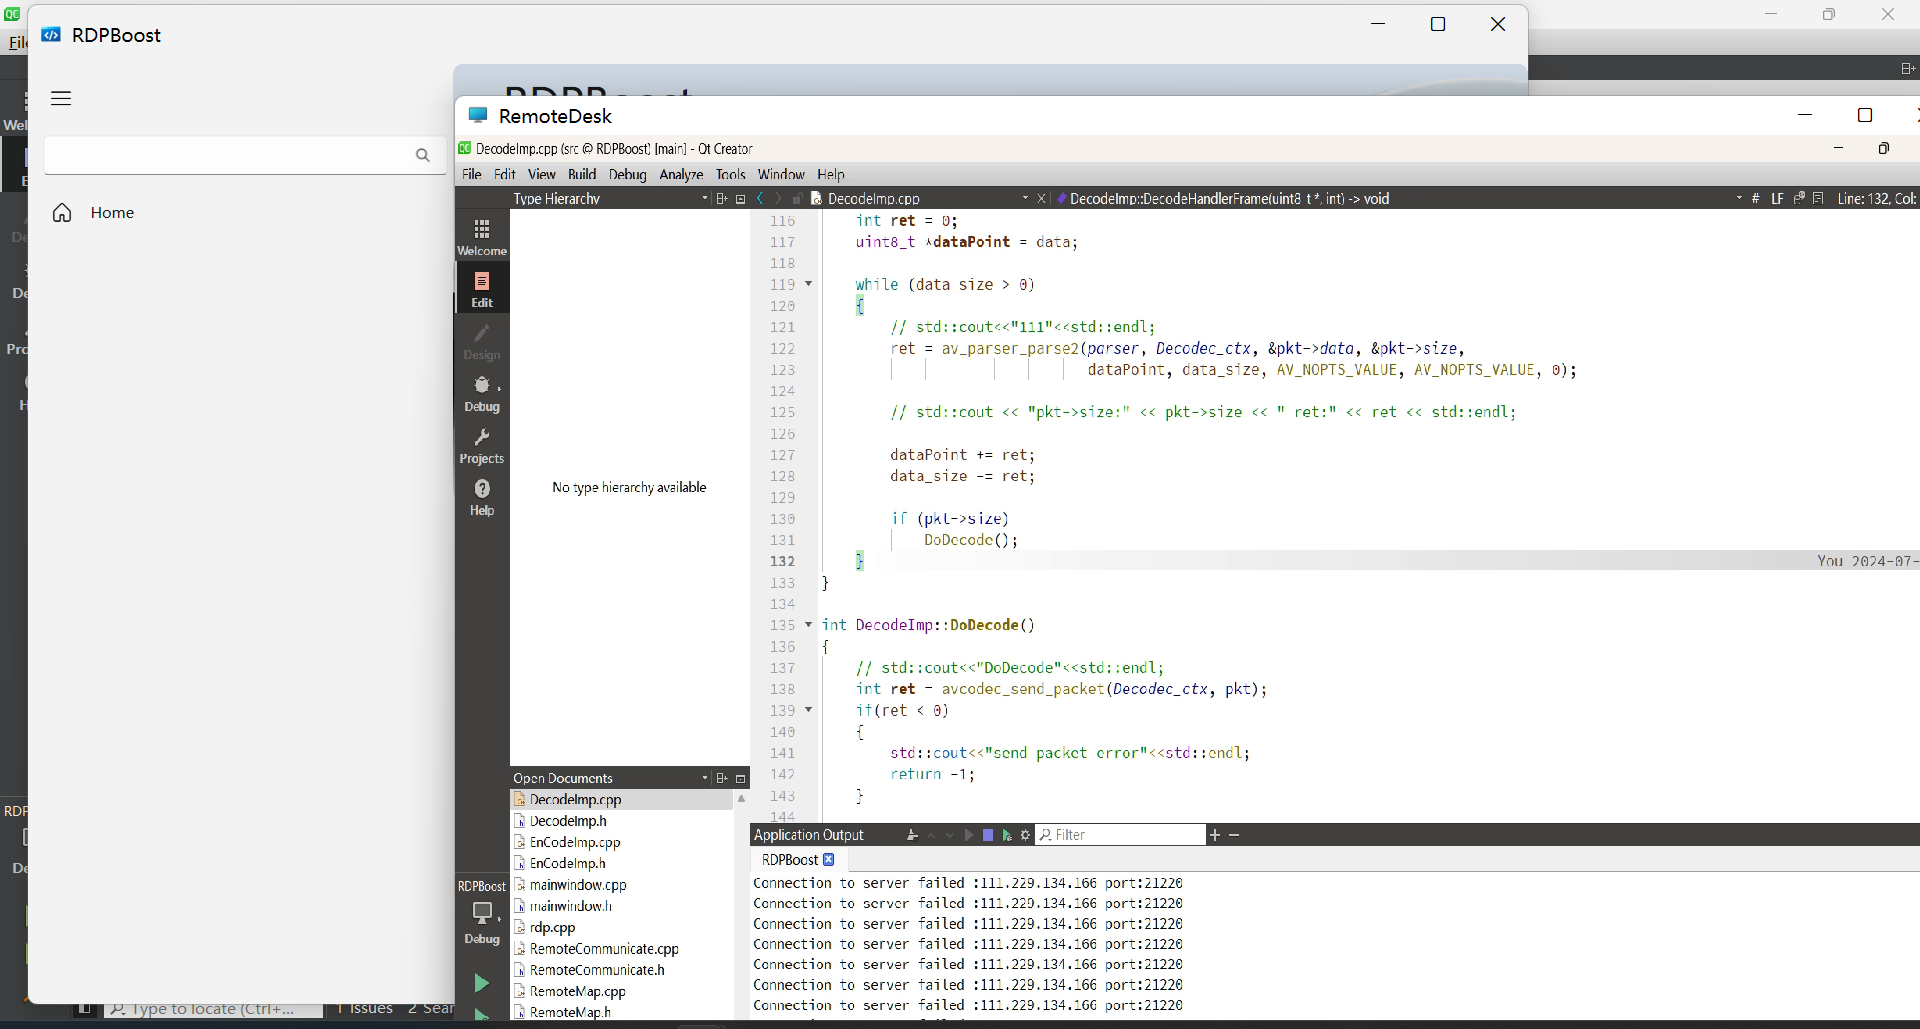 RDPBoost
Home
Type to locate (Ctrl+...
1 Issues
RemoteDesk
DecodeImp.cpp (src @ RDPBoost) [main] - Qt Creator
File Edit View Build Debug Analyze Tools Window Help
Type Hierarchy
DecodeImp.cpp
DecodeImp::DecodeHandlerFrame(uint8_t *, int) -> void
# LF
Line: 132, Col:
Welcome
Edit
Design
Debug
Projects
Help
No type hierarchy available
116 int ret = 0;
117 uint8_t *dataPoint = data;
118
119 while (data_size > 0)
120 {
121 // std::cout<<"111"<<std::endl;
122 ret = av_parser_parse2(parser, Decodec_ctx, &pkt->data, &pkt->size,
123 dataPoint, data_size, AV_NOPTS_VALUE, AV_NOPTS_VALUE, 0);
124
125 // std::cout << "pkt->size:" << pkt->size << " ret:" << ret << std::endl;
126
127 dataPoint += ret;
128 data_size -= ret;
129
130 if (pkt->size)
131 DoDecode();
132 } You 2024-07-
133 }
134
135 int DecodeImp::DoDecode()
136 {
137 // std::cout<<"DoDecode"<<std::endl;
138 int ret = avcodec_send_packet(Decodec_ctx, pkt);
139 if(ret < 0)
140 {
141 std::cout<<"send packet error"<<std::endl;
142 return -1;
143 }
144
Open Documents
DecodeImp.cpp
DecodeImp.h
EnCodeImp.cpp
EnCodeImp.h
mainwindow.cpp
mainwindow.h
rdp.cpp
RemoteCommunicate.cpp
RemoteCommunicate.h
RemoteMap.cpp
RemoteMap.h
RDPBoost
Debug
Application Output
Filter
RDPBoost
Connection to server failed :111.229.134.166 port:21220
Connection to server failed :111.229.134.166 port:21220
Connection to server failed :111.229.134.166 port:21220
Connection to server failed :111.229.134.166 port:21220
Connection to server failed :111.229.134.166 port:21220
Connection to server failed :111.229.134.166 port:21220
Connection to server failed :111.229.134.166 port:21220